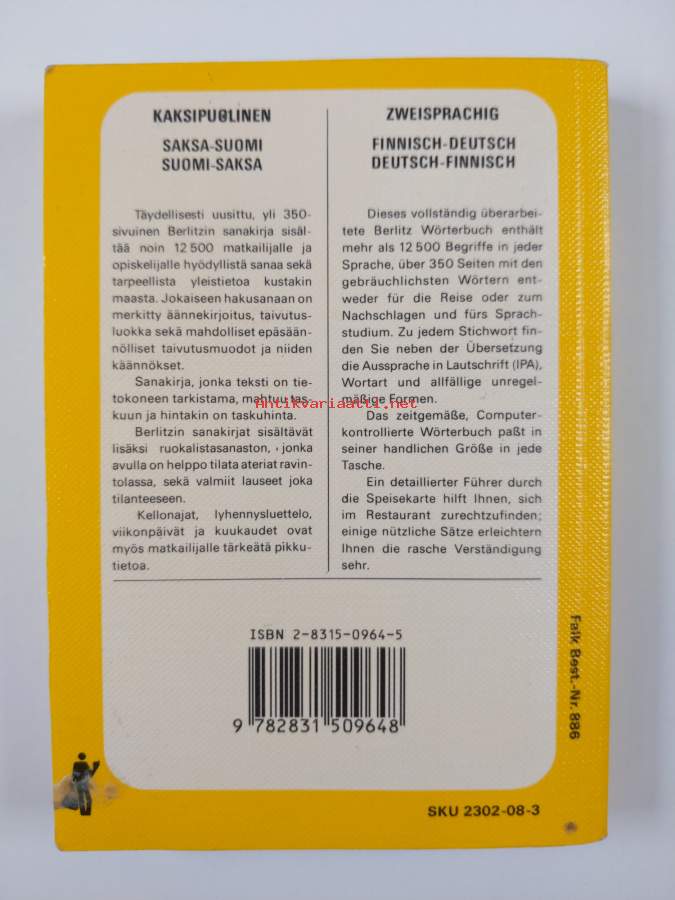 KAKSIPUOLINEN
SAKSA-SUOMI
SUOMI-SAKSA
Täydellisesti uusittu, yli 350-
sivuinen Berlitzin sanakirja sisäl-
tää noin 12 500 matkailijalle ja
opiskelijalle hyödyllistä sanaa sekä
tarpeellista yleistietoa kustakin
maasta. Jokaiseen hakusanaan on
merkitty äännekirjoitus, taivutus-
luokka sekä mahdolliset epäsään-
nölliset taivutusmuodot ja niiden
käännökset.
Sanakirja, jonka teksti on tie-
tokoneen tarkistama, mahtuu tas-
kuun ja hintakin on taskuhinta.
Berlitzin sanakirjat sisältävät
lisäksi ruokalistasanaston, jonka
avulla on helppo tilata ateriat ravin-
tolassa, sekä valmiit lauseet joka
tilanteeseen.
Kellonajat, lyhennysluettelo,
viikonpäivät ja kuukaudet ovat
myös matkailijalle tärkeätä pikku-
tietoa.
ZWEISPRACHIG
FINNISCH-DEUTSCH
DEUTSCH-FINNISCH
Dieses vollständig überarbei-
tete Berlitz Wörterbuch enthält
mehr als 12 500 Begriffe in jeder
Sprache, über 350 Seiten mit den
gebräuchlichsten Wörtern ent-
weder für die Reise oder zum
Nachschlagen und fürs Sprach-
studium. Zu jedem Stichwort fin-
den Sie neben der Übersetzung
die Aussprache in Lautschrift (IPA),
Wortart und allfällige unregel-
mäßige Formen.
Das zeitgemäße, Computer-
kontrollierte Wörterbuch paßt in
seiner handlichen Größe in jede
Tasche.
Ein detaillierter Führer durch
die Speisekarte hilft Ihnen, sich
im Restaurant zurechtzufinden;
einige nützliche Sätze erleichtern
Ihnen die rasche Verständigung
sehr.
Antikvariaatti.net
ISBN 2-8315-0964-5
9 782831 509648
Falk Best.-Nr. 886
SKU 2302-08-3